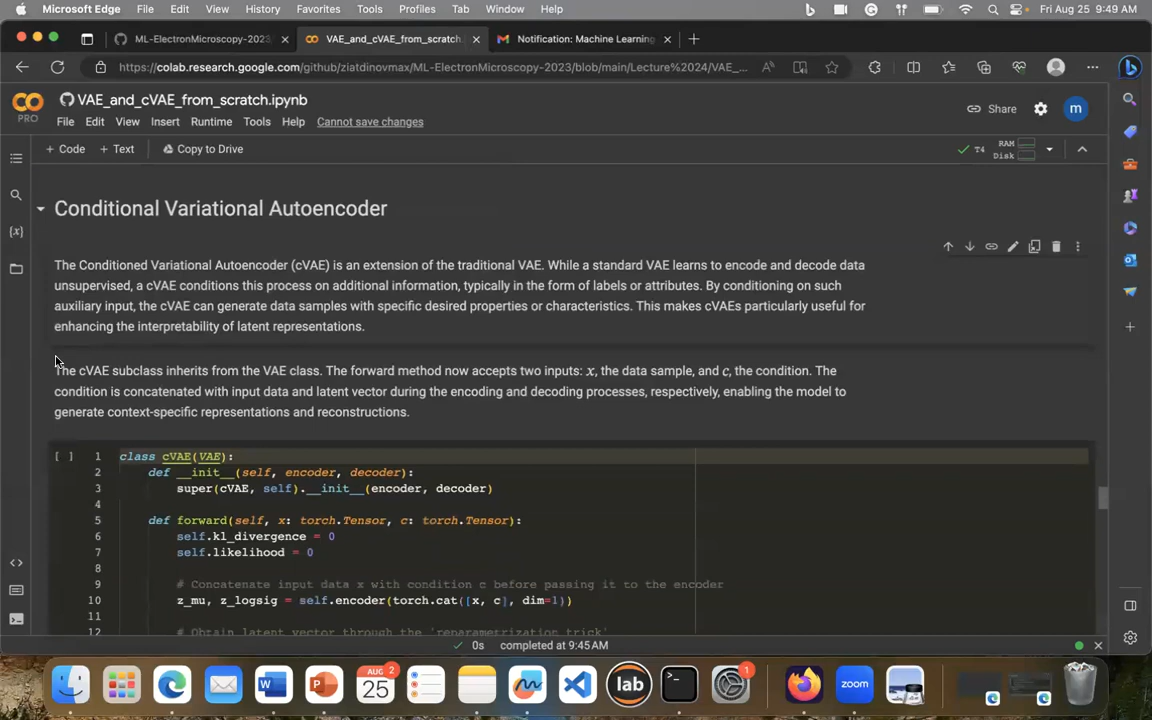 Microsoft Edge File Edit View History Favorites Tools Profiles Tab Window Help Fri Aug 25 9:49 AM
ML-ElectronMicroscopy-2023 VAE_and_cVAE_from_scratch. Notification: Machine Learning
https://colab.research.google.com/github/ziatdinovmax/ML-ElectronMicroscopy-2023/blob/main/Lecture%2024/VAE_...
VAE_and_cVAE_from_scratch.ipynb
Share
m
PRO
File Edit View Insert Runtime Tools Help Cannot save changes
+ Code + Text Copy to Drive
T4 RAM
Disk
Conditional Variational Autoencoder
The Conditioned Variational Autoencoder (cVAE) is an extension of the traditional VAE. While a standard VAE learns to encode and decode data
unsupervised, a cVAE conditions this process on additional information, typically in the form of labels or attributes. By conditioning on such
auxiliary input, the cVAE can generate data samples with specific desired properties or characteristics. This makes cVAEs particularly useful for
enhancing the interpretability of latent representations.
The cVAE subclass inherits from the VAE class. The forward method now accepts two inputs: x, the data sample, and c, the condition. The
condition is concatenated with input data and latent vector during the encoding and decoding processes, respectively, enabling the model to
generate context-specific representations and reconstructions.
[ ] 1 class cVAE(VAE):
2 def __init__(self, encoder, decoder):
3 super(cVAE, self).__init__(encoder, decoder)
4
5 def forward(self, x: torch.Tensor, c: torch.Tensor):
6 self.kl_divergence = 0
7 self.likelihood = 0
8
9 # Concatenate input data x with condition c before passing it to the encoder
10 z_mu, z_logsig = self.encoder(torch.cat([x, c], dim=1))
11
12 # Obtain latent vector through the 'reparametrization trick'
0s completed at 9:45 AM
AUG 2
25
lab
zoom
1